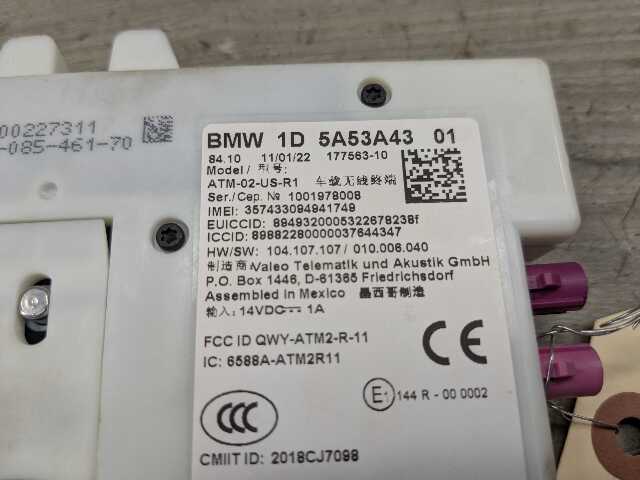 00227311
-085-461-70
BMW 1D 5A53A43 01
84.10 11/01/22 177563-10
Model / 型号:
ATM-02-US-R1 车载无线终端
Ser./Сер. № 1001978008
IMEI: 357433094941749
EUICCID: 8949320005322678238f
ICCID: 89882280000037644347
HW/SW: 104.107.107 / 010.006.040
制造商/Valeo Telematik und Akustik GmbH
P.O. Box 1446, D-61365 Friedrichsdorf
Assembled in Mexico 墨西哥制造
输入: 14VDC 1A
FCC ID QWY-ATM2-R-11
IC: 6588A-ATM2R11
CE
E1 144 R - 00 0002
CCC
CMIIT ID: 2018CJ7098